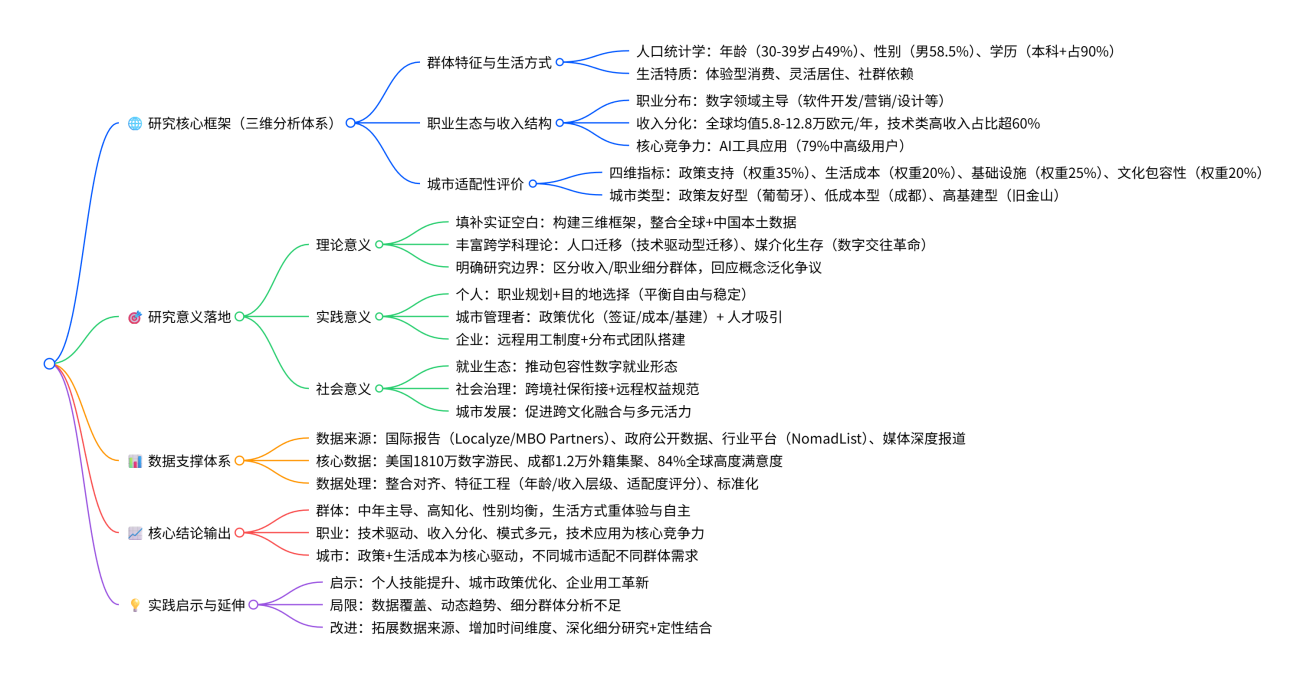 研究核心框架（三维分析体系）
群体特征与生活方式
人口统计学：年龄（30-39岁占49%）、性别（男58.5%）、学历（本科+占90%）
生活特质：体验型消费、灵活居住、社群依赖
职业生态与收入结构
职业分布：数字领域主导（软件开发/营销/设计等）
收入分化：全球均值5.8-12.8万欧元/年，技术类高收入占比超60%
核心竞争力：AI工具应用（79%中高级用户）
城市适配性评价
四维指标：政策支持（权重35%）、生活成本（权重20%）、基础设施（权重25%）、文化包容性（权重20%）
城市类型：政策友好型（葡萄牙）、低成本型（成都）、高基建型（旧金山）
研究意义落地
理论意义
填补实证空白：构建三维框架，整合全球+中国本土数据
丰富跨学科理论：人口迁移（技术驱动型迁移）、媒介化生存（数字交往革命）
明确研究边界：区分收入/职业细分群体，回应概念泛化争议
实践意义
个人：职业规划+目的地选择（平衡自由与稳定）
城市管理者：政策优化（签证/成本/基建）+ 人才吸引
企业：远程用工制度+分布式团队搭建
社会意义
就业生态：推动包容性数字就业形态
社会治理：跨境社保衔接+远程权益规范
城市发展：促进跨文化融合与多元活力
数据支撑体系
数据来源：国际报告（Localyze/MBO Partners）、政府公开数据、行业平台（NomadList）、媒体深度报道
核心数据：美国1810万数字游民、成都1.2万外籍集聚、84%全球高度满意度
数据处理：整合对齐、特征工程（年龄/收入层级、适配度评分）、标准化
核心结论输出
群体：中年主导、高知化、性别均衡，生活方式重体验与自主
职业：技术驱动、收入分化、模式多元，技术应用为核心竞争力
城市：政策+生活成本为核心驱动，不同城市适配不同群体需求
实践启示与延伸
启示：个人技能提升、城市政策优化、企业用工革新
局限：数据覆盖、动态趋势、细分群体分析不足
改进：拓展数据来源、增加时间维度、深化细分研究+定性结合